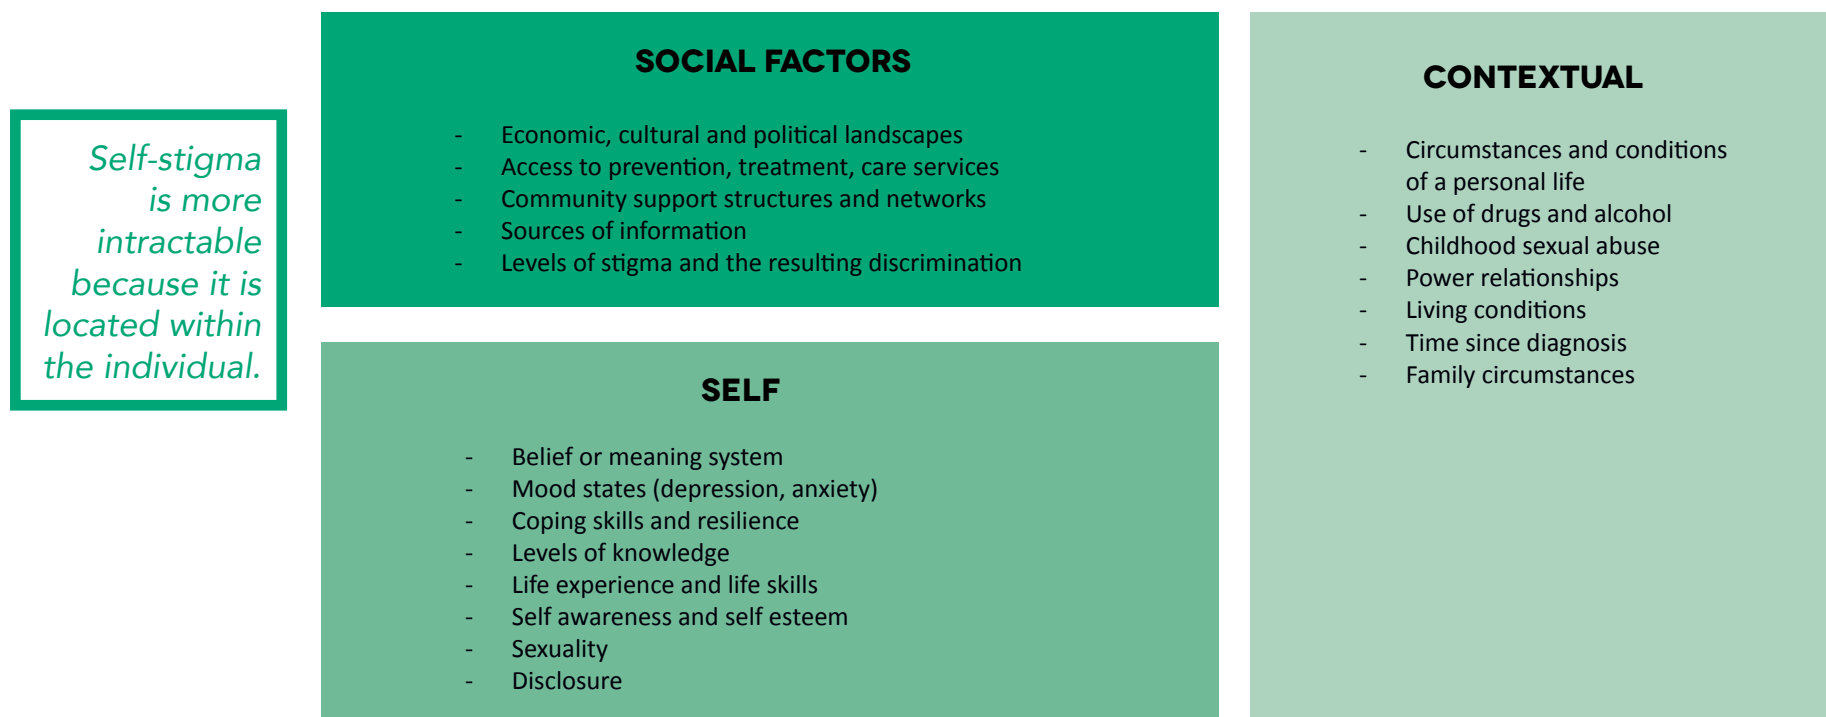 Self-stigma
is more
intractable
because it is
located within
the individual.
SOCIAL FACTORS
- Economic, cultural and political landscapes
- Access to prevention, treatment, care services
- Community support structures and networks
- Sources of information
- Levels of stigma and the resulting discrimination
SELF
- Belief or meaning system
- Mood states (depression, anxiety)
- Coping skills and resilience
- Levels of knowledge
- Life experience and life skills
- Self awareness and self esteem
- Sexuality
- Disclosure
CONTEXTUAL
- Circumstances and conditions
of a personal life
- Use of drugs and alcohol
- Childhood sexual abuse
- Power relationships
- Living conditions
- Time since diagnosis
- Family circumstances